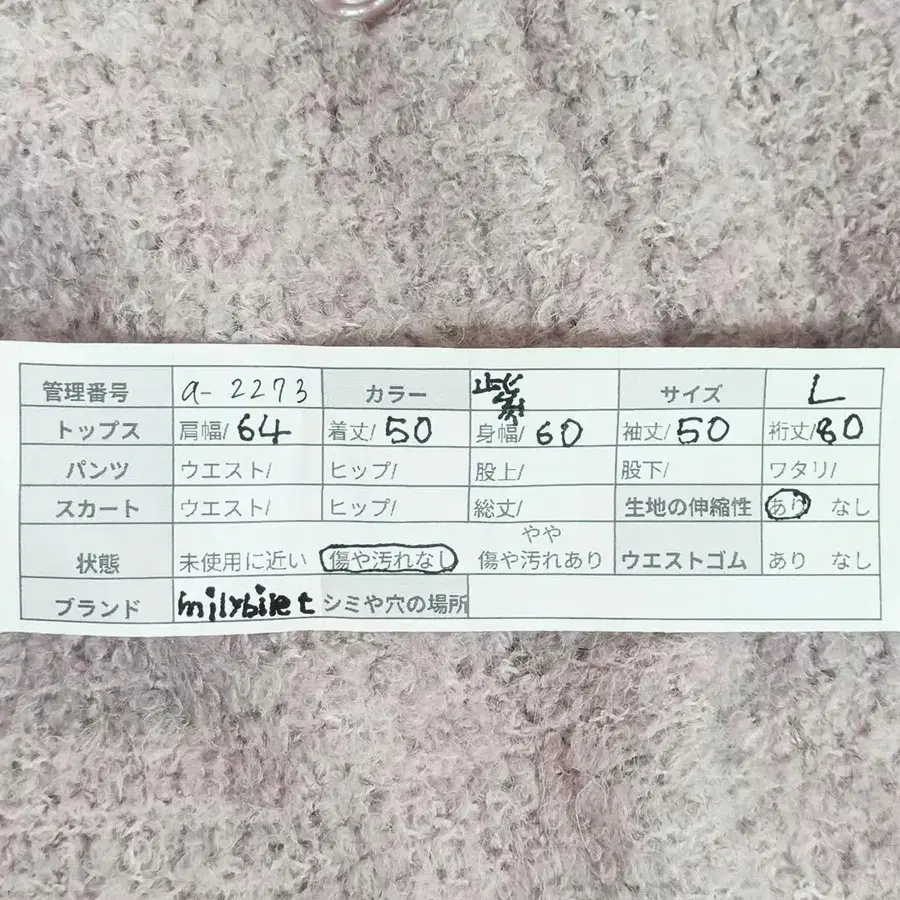 管理番号 a-2273 カラー 紫 サイズ L
トップス 肩幅/ 64 着丈/ 50 身幅/ 60 袖丈/ 50 裄丈/ 80
パンツ ウエスト/ ヒップ/ 股上/ 股下/ ワタリ/
スカート ウエスト/ ヒップ/ 総丈/ 生地の伸縮性 あり なし
状態 未使用に近い 傷や汚れなし やや傷や汚れあり ウエストゴム あり なし
ブランド シミや穴の場所